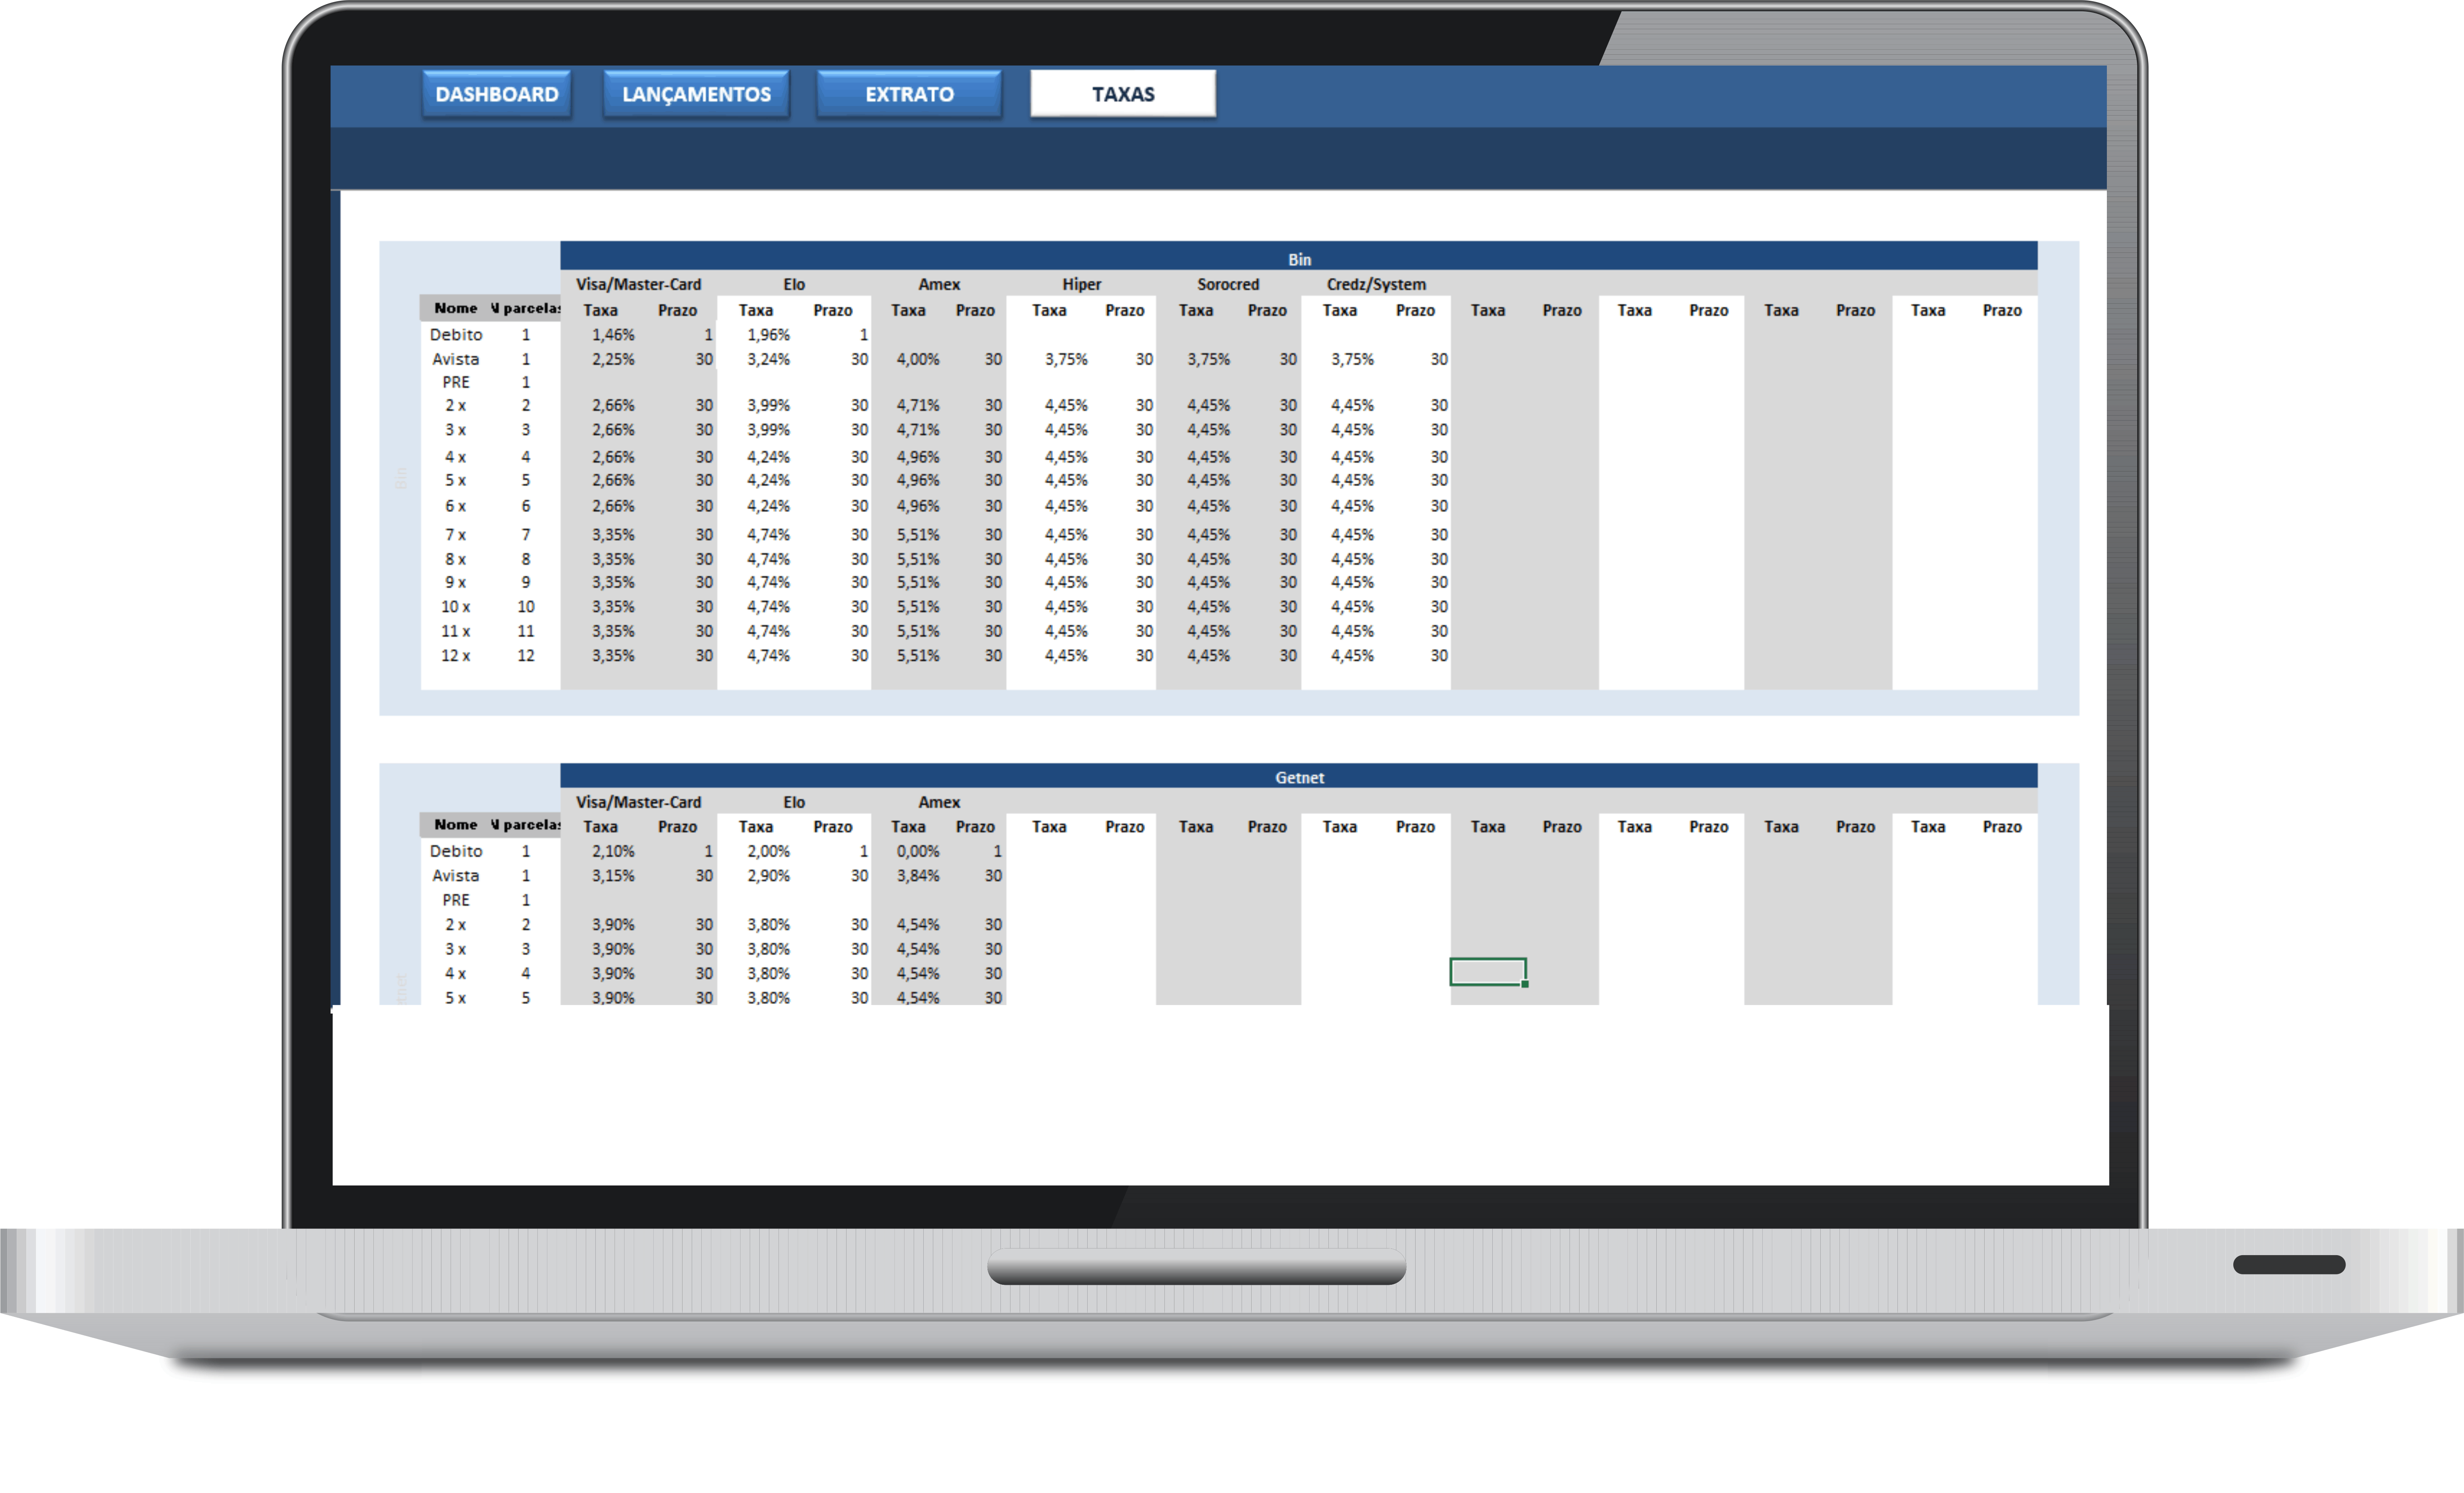 DASHBOARD LANÇAMENTOS EXTRATO TAXAS
Bin
Visa/Master-Card Elo Amex Hiper Sorocred Credz/System
Nome N parcelas Taxa Prazo Taxa Prazo Taxa Prazo Taxa Prazo Taxa Prazo Taxa Prazo Taxa Prazo Taxa Prazo Taxa Prazo Taxa Prazo
Debito 1 1,46% 1 1,96% 1
Avista 1 2,25% 30 3,24% 30 4,00% 30 3,75% 30 3,75% 30 3,75% 30
PRE 1
2 x 2 2,66% 30 3,99% 30 4,71% 30 4,45% 30 4,45% 30 4,45% 30
3 x 3 2,66% 30 3,99% 30 4,71% 30 4,45% 30 4,45% 30 4,45% 30
4 x 4 2,66% 30 4,24% 30 4,96% 30 4,45% 30 4,45% 30 4,45% 30
Bin
5 x 5 2,66% 30 4,24% 30 4,96% 30 4,45% 30 4,45% 30 4,45% 30
6 x 6 2,66% 30 4,24% 30 4,96% 30 4,45% 30 4,45% 30 4,45% 30
7 x 7 3,35% 30 4,74% 30 5,51% 30 4,45% 30 4,45% 30 4,45% 30
8 x 8 3,35% 30 4,74% 30 5,51% 30 4,45% 30 4,45% 30 4,45% 30
9 x 9 3,35% 30 4,74% 30 5,51% 30 4,45% 30 4,45% 30 4,45% 30
10 x 10 3,35% 30 4,74% 30 5,51% 30 4,45% 30 4,45% 30 4,45% 30
11 x 11 3,35% 30 4,74% 30 5,51% 30 4,45% 30 4,45% 30 4,45% 30
12 x 12 3,35% 30 4,74% 30 5,51% 30 4,45% 30 4,45% 30 4,45% 30
Getnet
Visa/Master-Card Elo Amex
Nome N parcelas Taxa Prazo Taxa Prazo Taxa Prazo Taxa Prazo Taxa Prazo Taxa Prazo Taxa Prazo Taxa Prazo Taxa Prazo Taxa Prazo
Debito 1 2,10% 1 2,00% 1 0,00% 1
Avista 1 3,15% 30 2,90% 30 3,84% 30
PRE 1
2 x 2 3,90% 30 3,80% 30 4,54% 30
3 x 3 3,90% 30 3,80% 30 4,54% 30
4 x 4 3,90% 30 3,80% 30 4,54% 30
5 x 5 3,90% 30 3,80% 30 4,54% 30